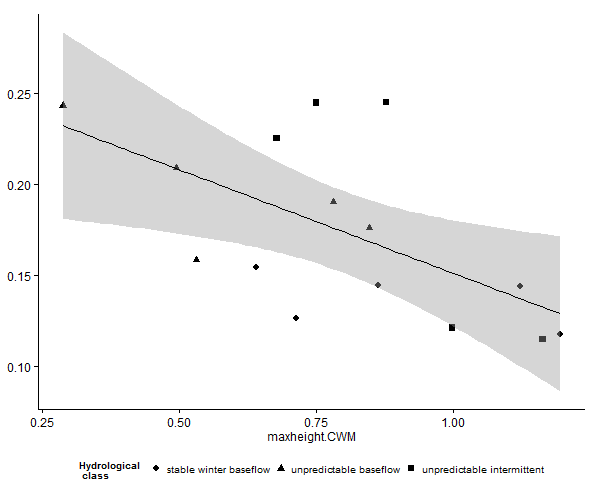 0.25
0.20
0.15
0.10
0.25 0.50 0.75 1.00
maxheight.CWM
Hydrological
class
stable winter baseflow unpredictable baseflow unpredictable intermittent